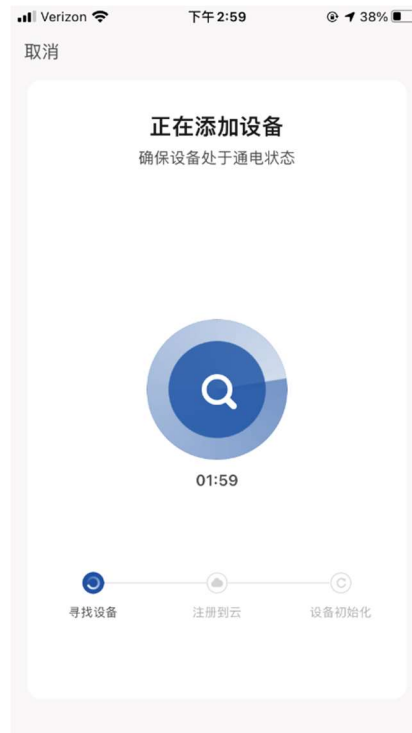 Verizon 下午2:59 38%
取消
正在添加设备
确保设备处于通电状态
01:59
寻找设备 注册到云 设备初始化